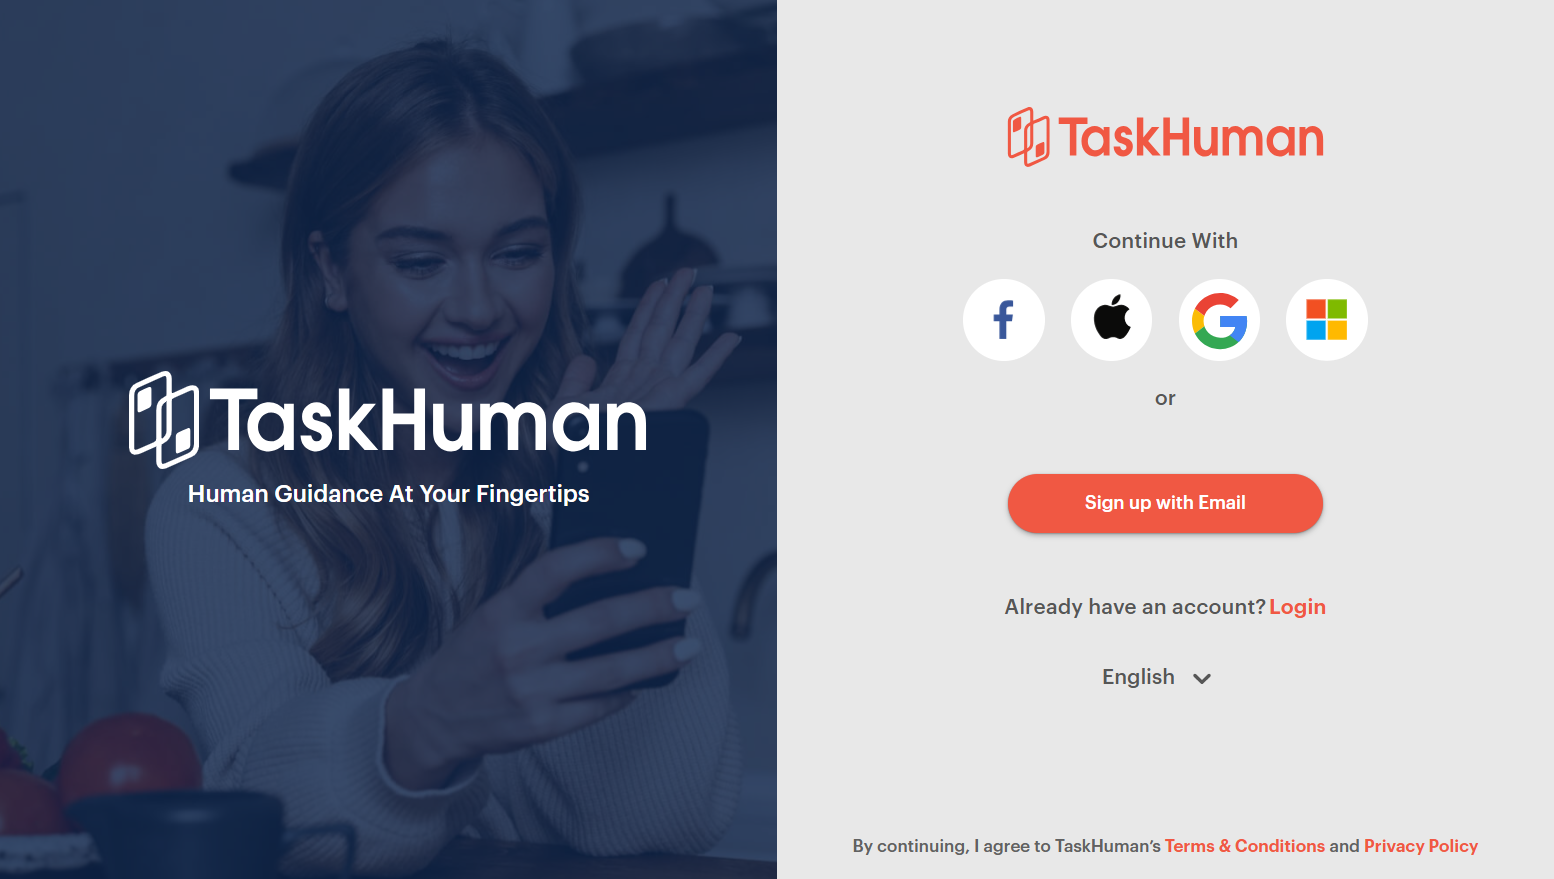 TaskHuman
Human Guidance At Your Fingertips
TaskHuman
Continue With
or
Sign up with Email
Already have an account? Login
English
By continuing, I agree to TaskHuman’s Terms & Conditions and Privacy Policy